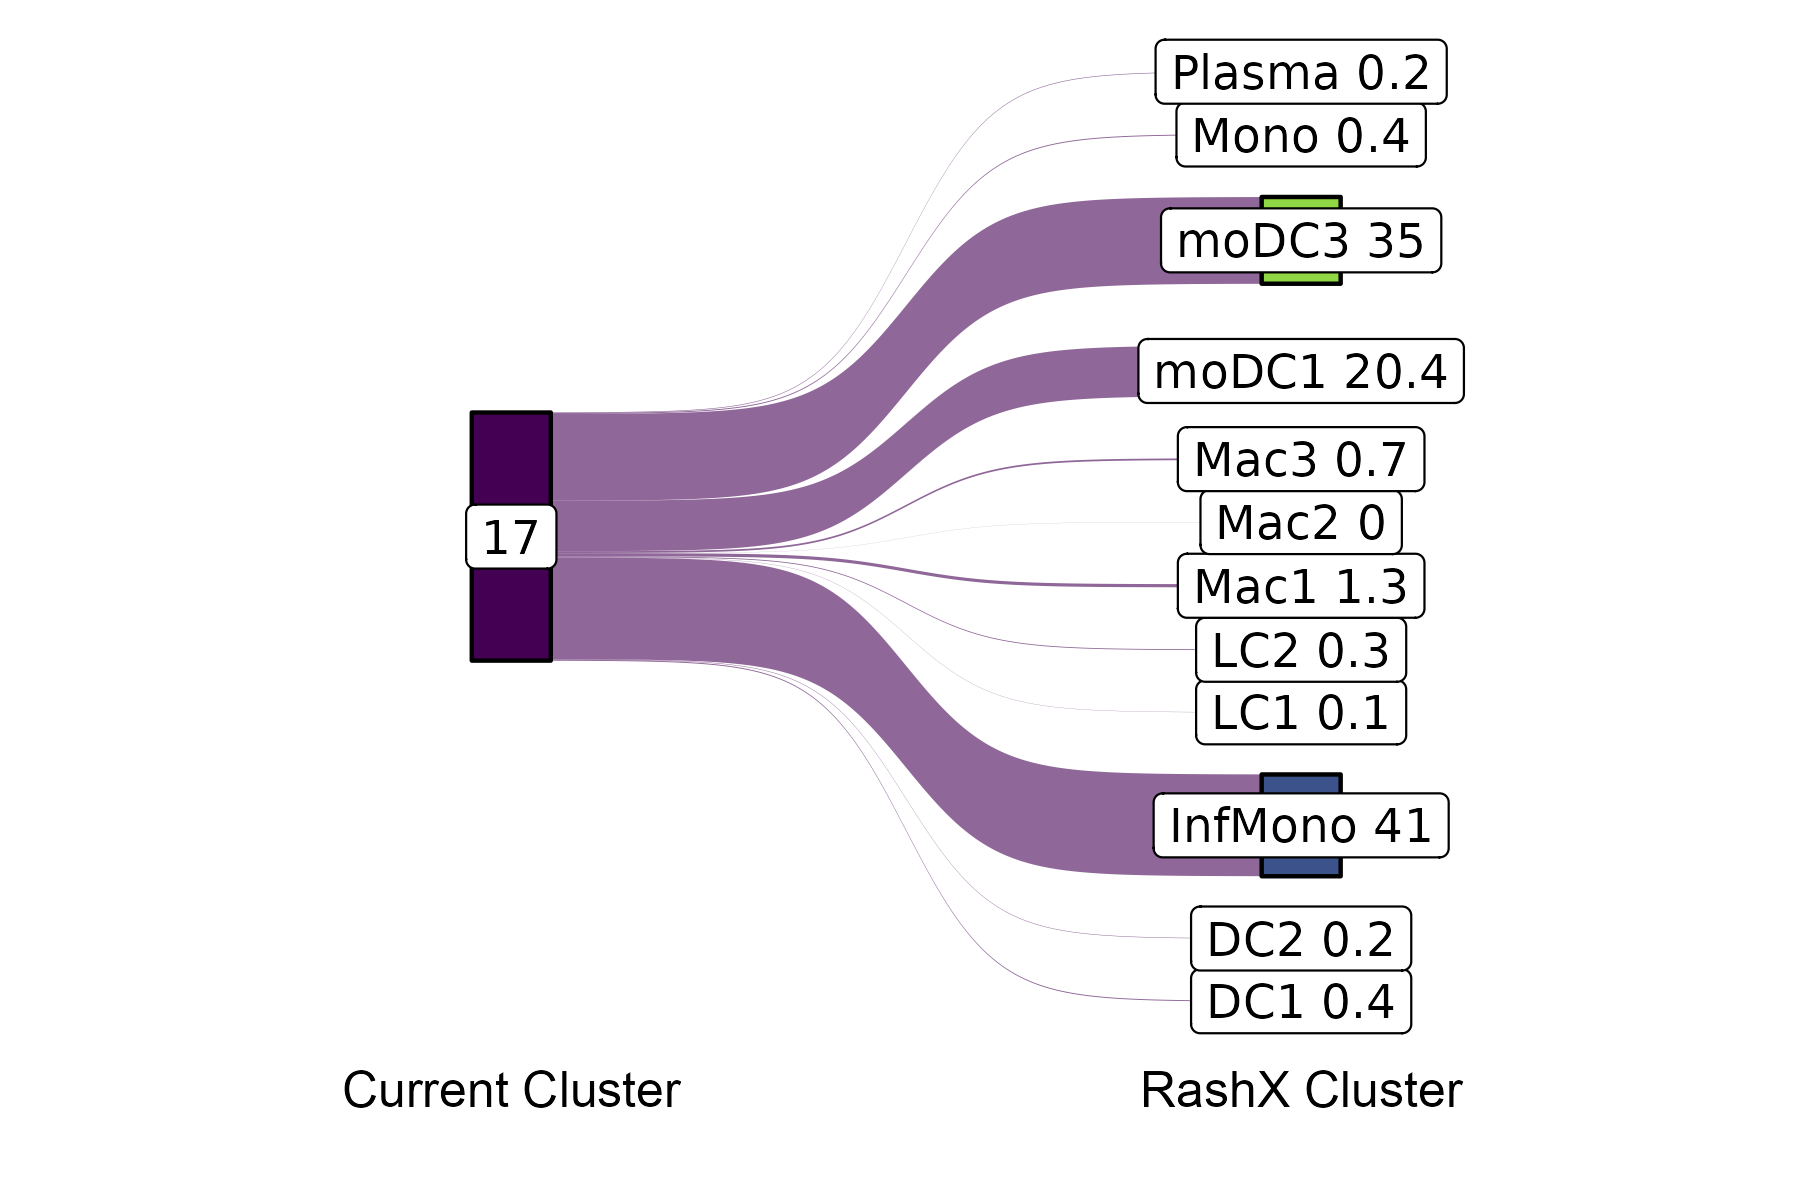 Plasma 0.2
Mono 0.4
moDC3 35
moDC1 20.4
Mac3 0.7
17
Mac2 0
Mac1 1.3
LC2 0.3
LC1 0.1
InfMono 41
DC2 0.2
DC1 0.4
Current Cluster
RashX Cluster